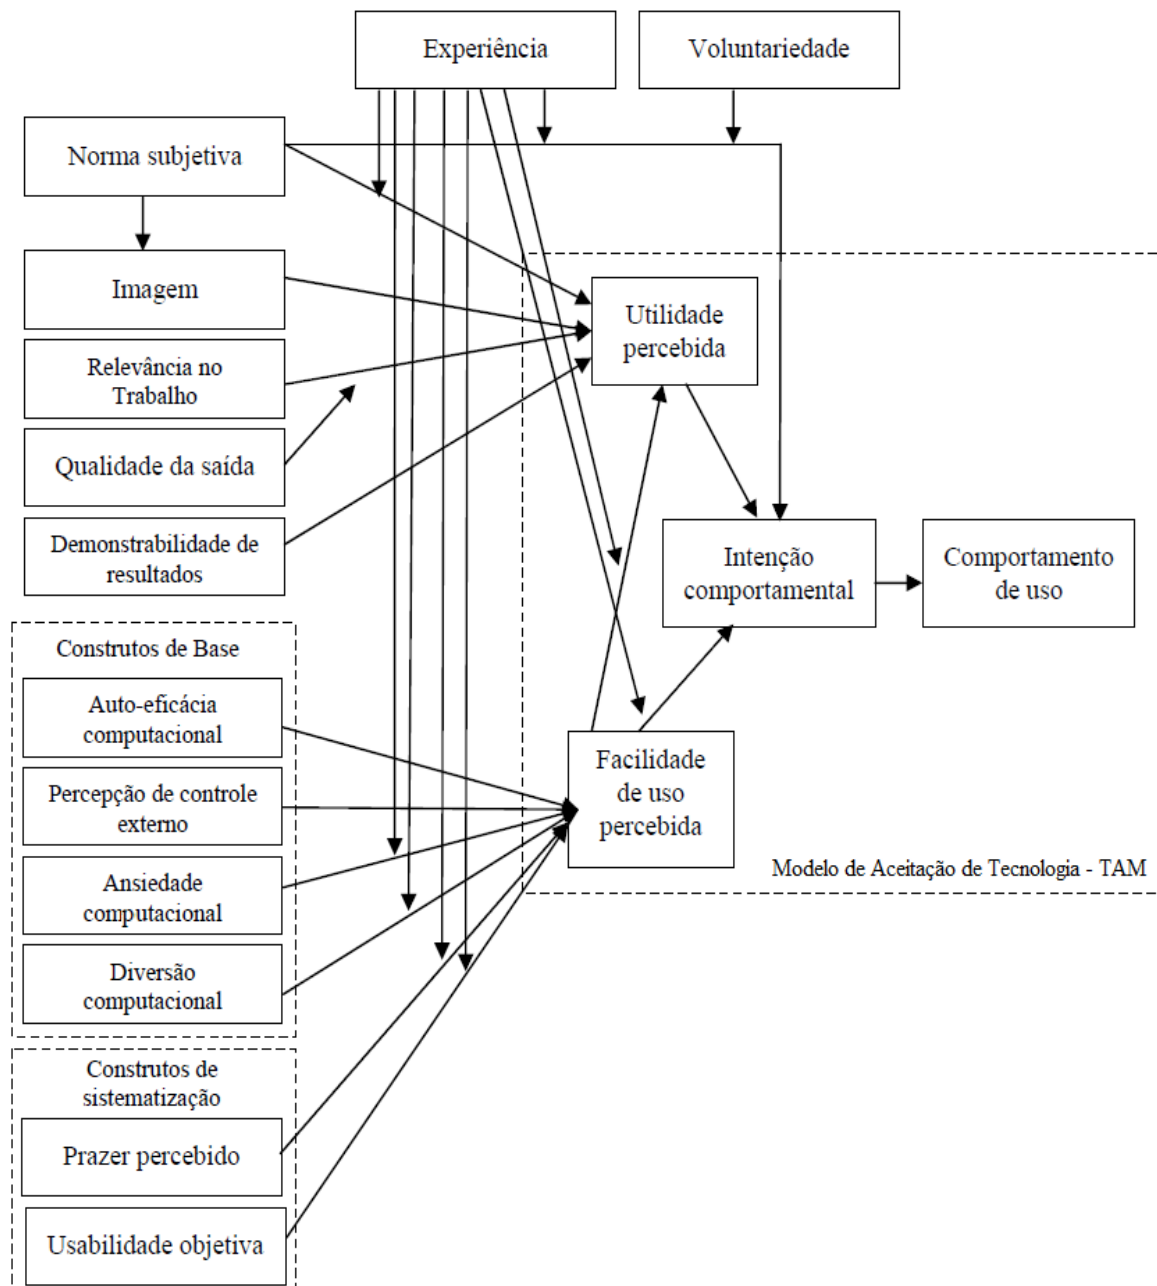 Experiência
Voluntariedade
Norma subjetiva
Imagem
Utilidade
percebida
Relevância no
Trabalho
Qualidade da saída
Demonstrabilidade de
resultados
Intenção
comportamental
Comportamento
de uso
Construtos de Base
Auto-eficácia
computacional
Percepção de controle
externo
Facilidade
de uso
percebida
Ansiedade
computacional
Modelo de Aceitação de Tecnologia - TAM
Diversão
computacional
Construtos de
sistematização
Prazer percebido
Usabilidade objetiva